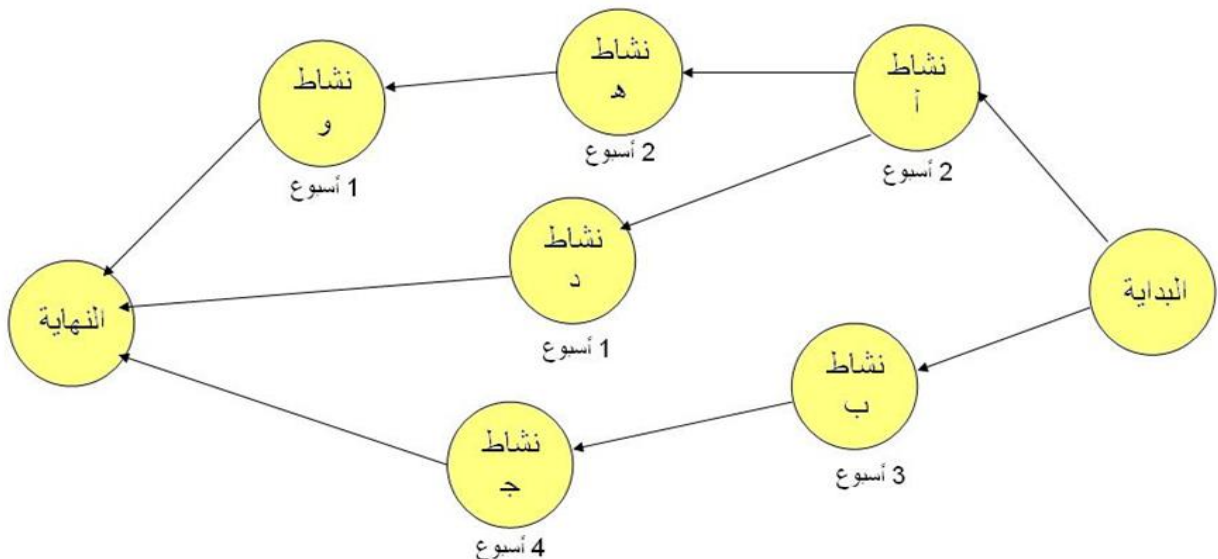 البداية
نشاط
أ
2 أسبوع
نشاط
ه
2 أسبوع
نشاط
و
1 أسبوع
نشاط
د
1 أسبوع
نشاط
ب
3 أسبوع
نشاط
جـ
4 أسبوع
النهاية